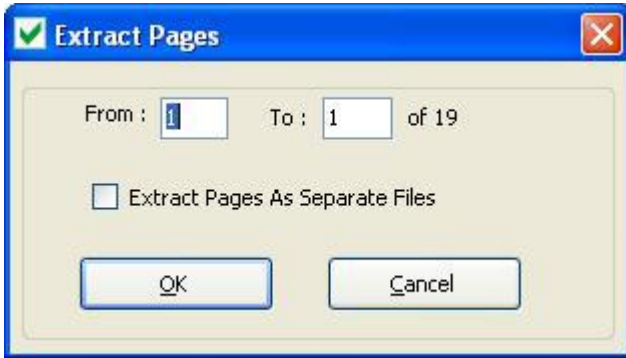 Extract Pages
From : 1 To : 1 of 19
Extract Pages As Separate Files
OK Cancel